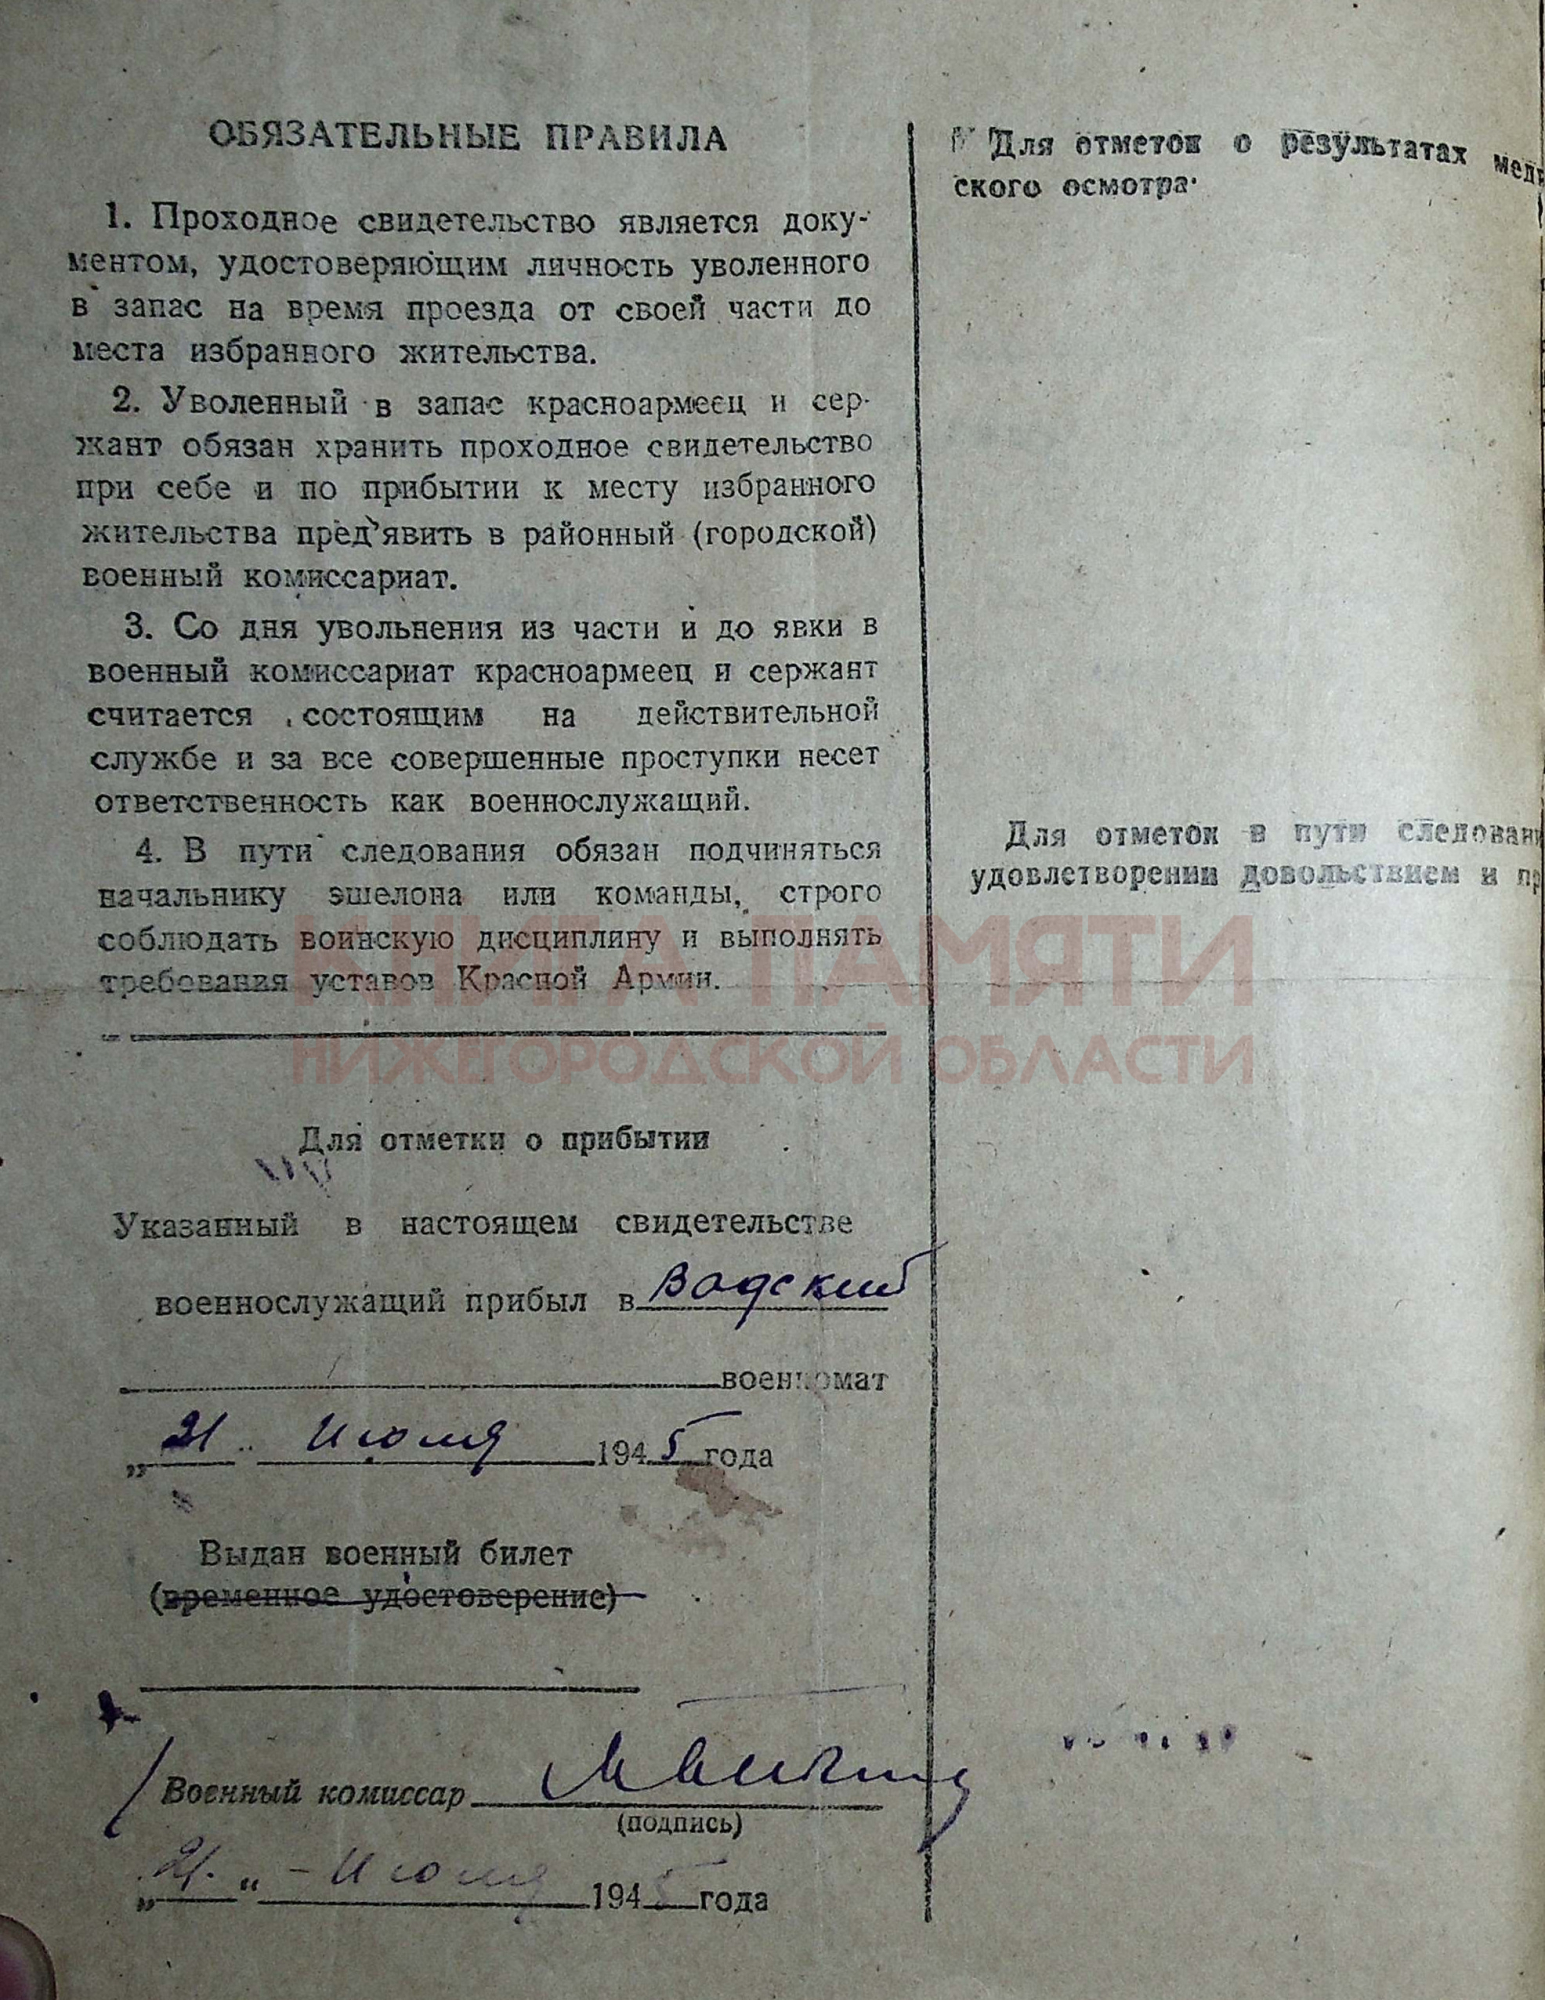 ОБЯЗАТЕЛЬНЫЕ ПРАВИЛА
1. Проходное свидетельство является доку-
ментом, удостоверяющим личность уволенного
в запас на время проезда от своей части до
места избранного жительства.
2. Уволенный в запас красноармеец и сер-
жант обязан хранить проходное свидетельство
при себе и по прибытии к месту избранного
жительства пред’явить в районный (городской)
военный комиссариат.
3. Со дня увольнения из части и до явки в
военный комиссариат красноармеец и сержант
считается состоящим на действительной
службе и за все совершенные проступки несет
ответственность как военнослужащий.
4. В пути следования обязан подчиняться
начальнику эшелона или команды, строго
соблюдать воинскую дисциплину и выполнять
требования уставов Красной Армии.
Для отметки о прибытии
Указанный в настоящем свидетельстве
военнослужащий прибыл в Вадский
военкомат
„21" Июля 1945 года
Выдан военный билет
(временное удостоверение)
Военный комиссар
(подпись)
„21." - Июля 1945 года
Для отметок о результатах меди
ского осмотра.
Для отметок в пути следовани
удовлетворении довольствием и пр
КНИГА ПАМЯТИ
НИЖЕГОРОДСКОЙ ОБЛАСТИ